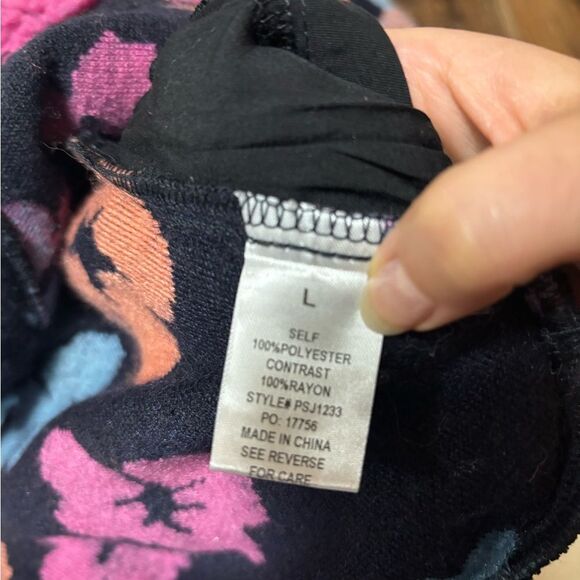 L
SELF
100%POLYESTER
CONTRAST
100%RAYON
STYLE# PSJ1233
PO: 17756
MADE IN CHINA
SEE REVERSE
FOR CARE